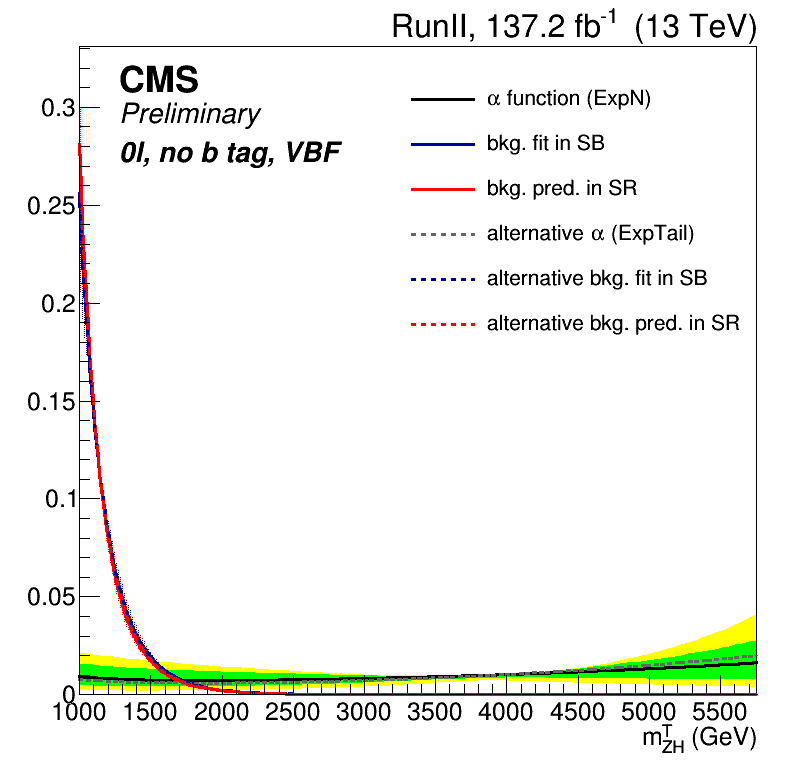 RunII, 137.2 fb-1 (13 TeV)
CMS
Preliminary
0l, no b tag, VBF
α function (ExpN)
bkg. fit in SB
bkg. pred. in SR
alternative α (ExpTail)
alternative bkg. fit in SB
alternative bkg. pred. in SR
0.3
0.25
0.2
0.15
0.1
0.05
0
1000 1500 2000 2500 3000 3500 4000 4500 5000 5500
m^T_ZH (GeV)